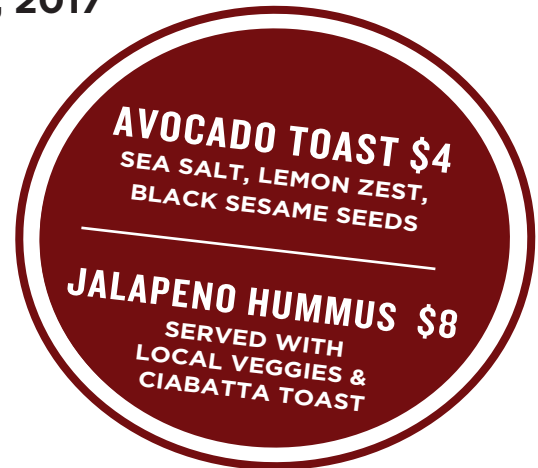 , 2017
AVOCADO TOAST $4
SEA SALT, LEMON ZEST,
BLACK SESAME SEEDS
JALAPENO HUMMUS $8
SERVED WITH
LOCAL VEGGIES &
CIABATTA TOAST